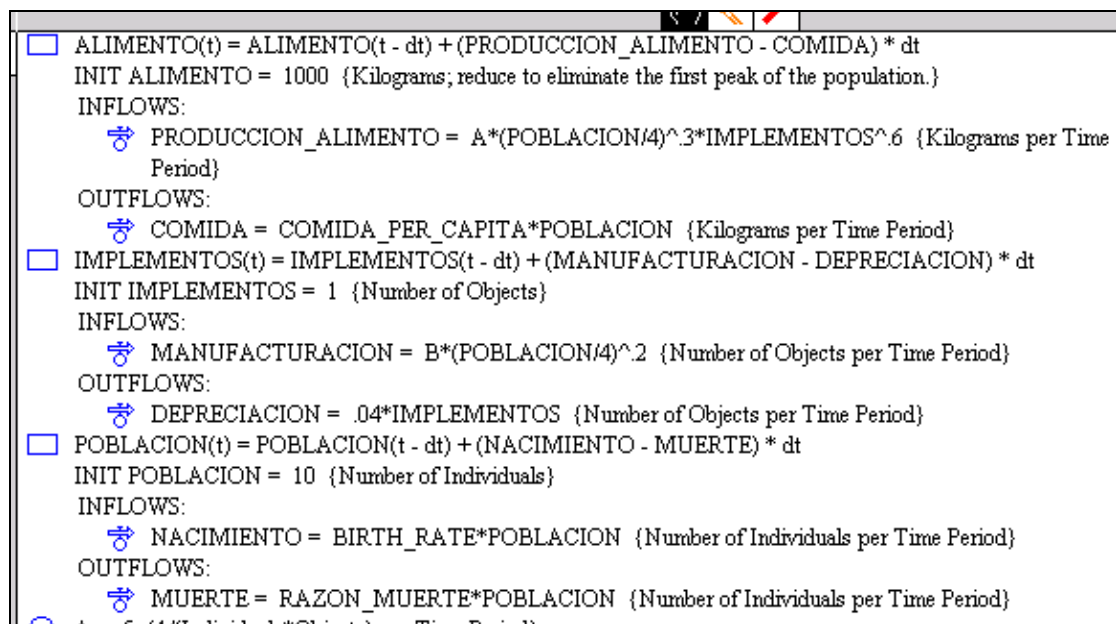 ALIMENTO(t) = ALIMENTO(t - dt) + (PRODUCCION_ALIMENTO - COMIDA) * dt
INIT ALIMENTO = 1000 {Kilograms; reduce to eliminate the first peak of the population.}
INFLOWS:
PRODUCCION_ALIMENTO = A*(POBLACION/4)^.3*IMPLEMENTOS^.6 {Kilograms per Time
Period}
OUTFLOWS:
COMIDA = COMIDA_PER_CAPITA*POBLACION {Kilograms per Time Period}
IMPLEMENTOS(t) = IMPLEMENTOS(t - dt) + (MANUFACTURACION - DEPRECIACION) * dt
INIT IMPLEMENTOS = 1 {Number of Objects}
INFLOWS:
MANUFACTURACION = B*(POBLACION/4)^.2 {Number of Objects per Time Period}
OUTFLOWS:
DEPRECIACION = .04*IMPLEMENTOS {Number of Objects per Time Period}
POBLACION(t) = POBLACION(t - dt) + (NACIMIENTO - MUERTE) * dt
INIT POBLACION = 10 {Number of Individuals}
INFLOWS:
NACIMIENTO = BIRTH_RATE*POBLACION {Number of Individuals per Time Period}
OUTFLOWS:
MUERTE = RAZON_MUERTE*POBLACION {Number of Individuals per Time Period}